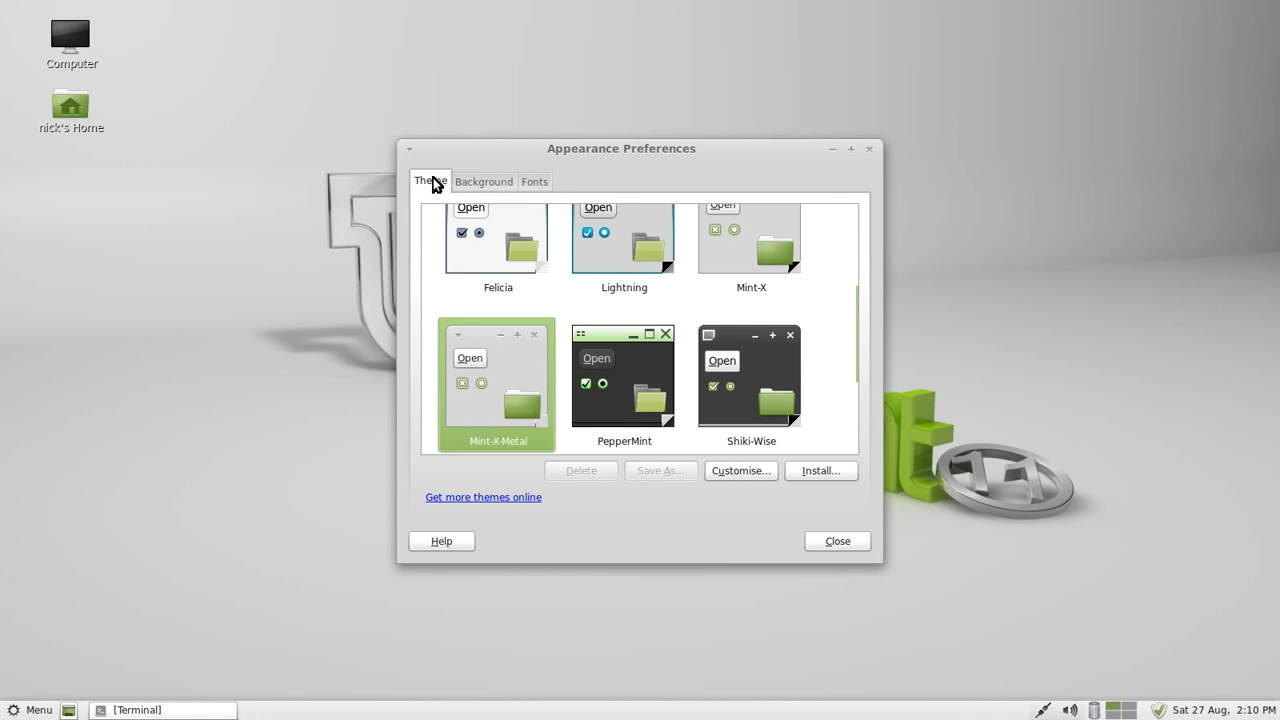 Computer
nick's Home
Appearance Preferences
Theme Background Fonts
Open Open Open
Felicia Lightning Mint-X
Open Open Open
Mint-X-Metal PepperMint Shiki-Wise
Delete Save As... Customise... Install...
Get more themes online
Help Close
t 11
Menu [Terminal] Sat 27 Aug, 2:10 PM